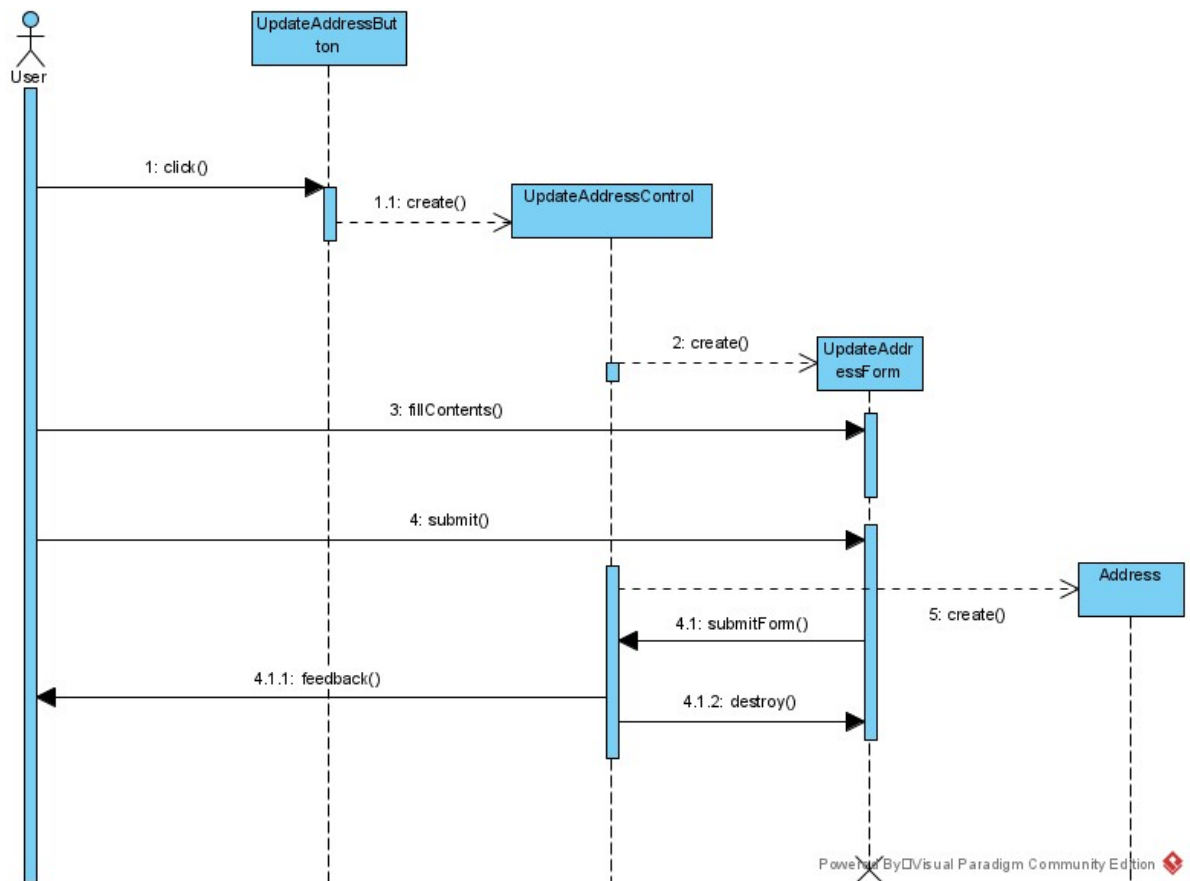 UpdateAddressBut
ton
User
1: click()
UpdateAddressControl
1.1: create()
2: create()
UpdateAddr
essForm
3: fillContents()
4: submit()
Address
5: create()
4.1: submitForm()
4.1.1: feedback()
4.1.2: destroy()
Powered By□Visual Paradigm Community Edition